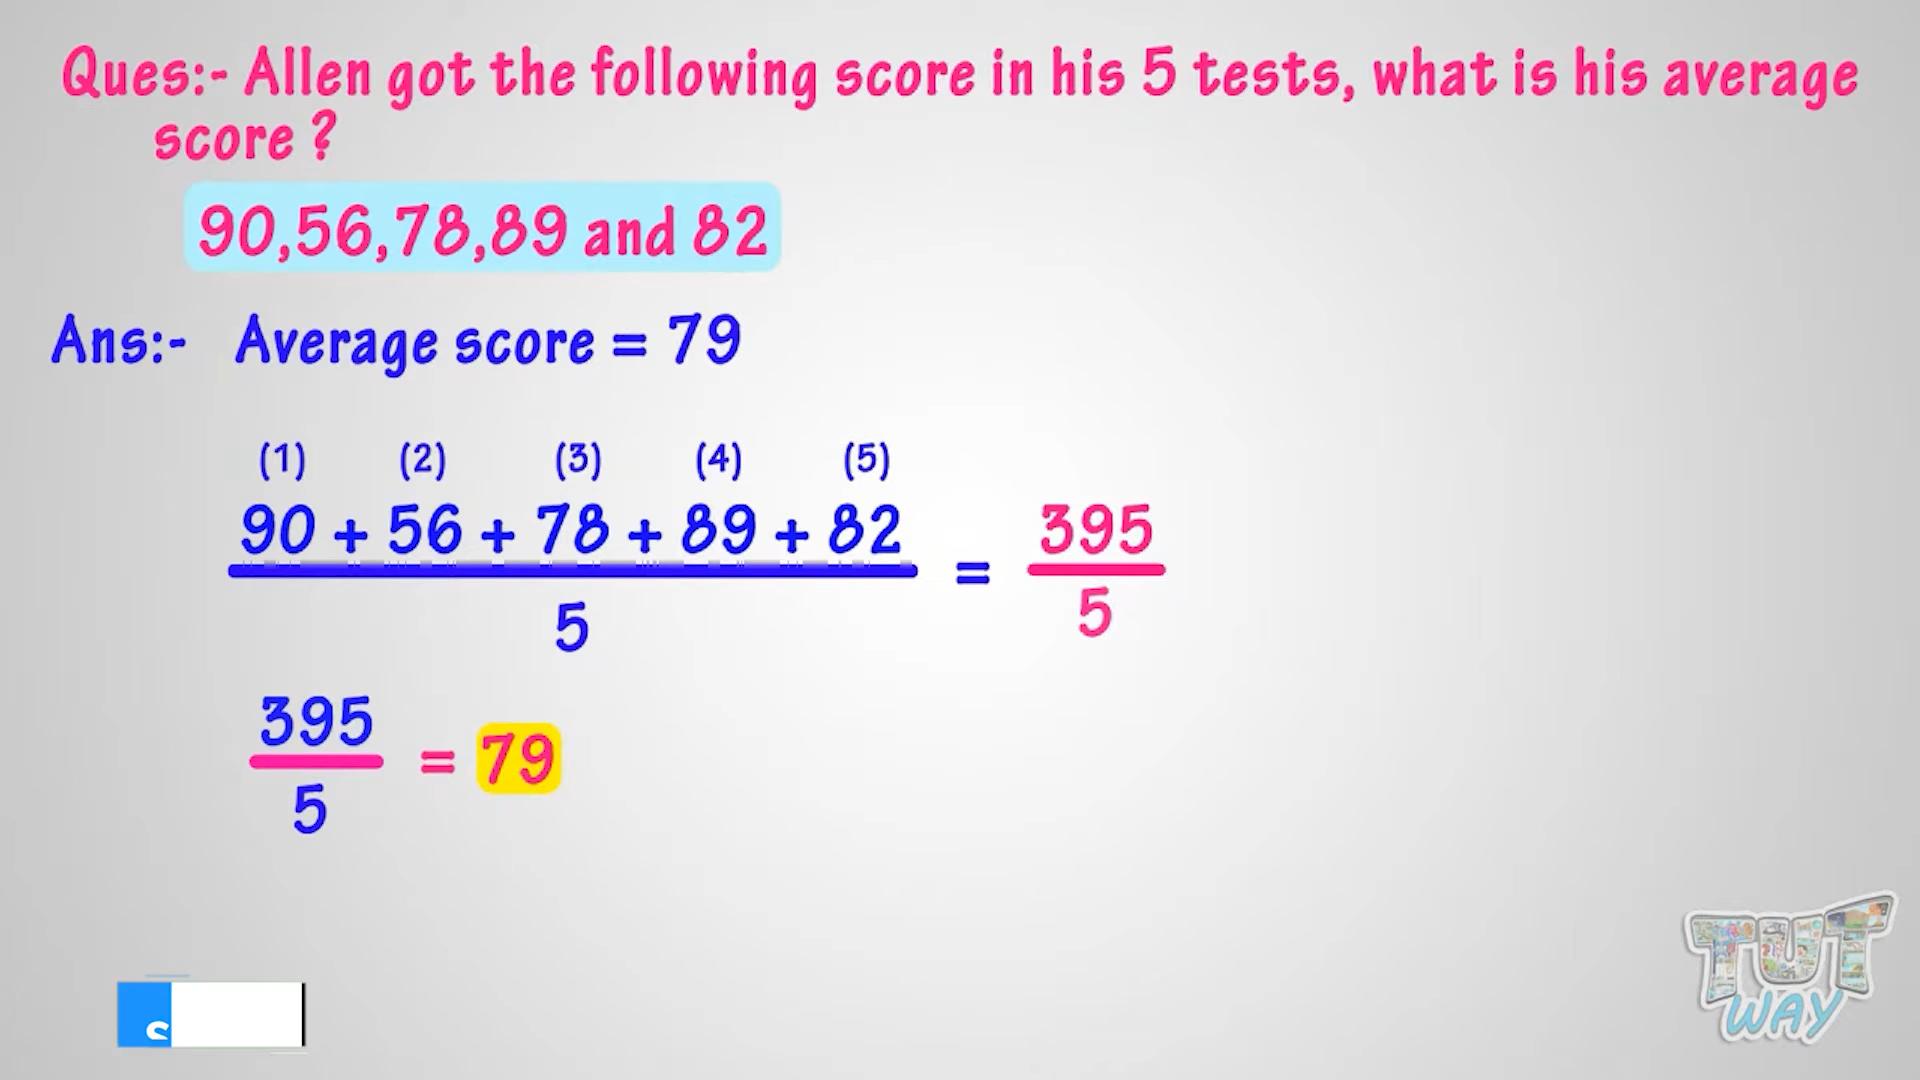 Ques:- Allen got the following score in his 5 tests, what is his average
score ?
90,56,78,89 and 82
Ans:- Average score = 79
(1) (2) (3) (4) (5)
90 + 56 + 78 + 89 + 82
5
=
395
5
395
5
= 79
TUT
WAY